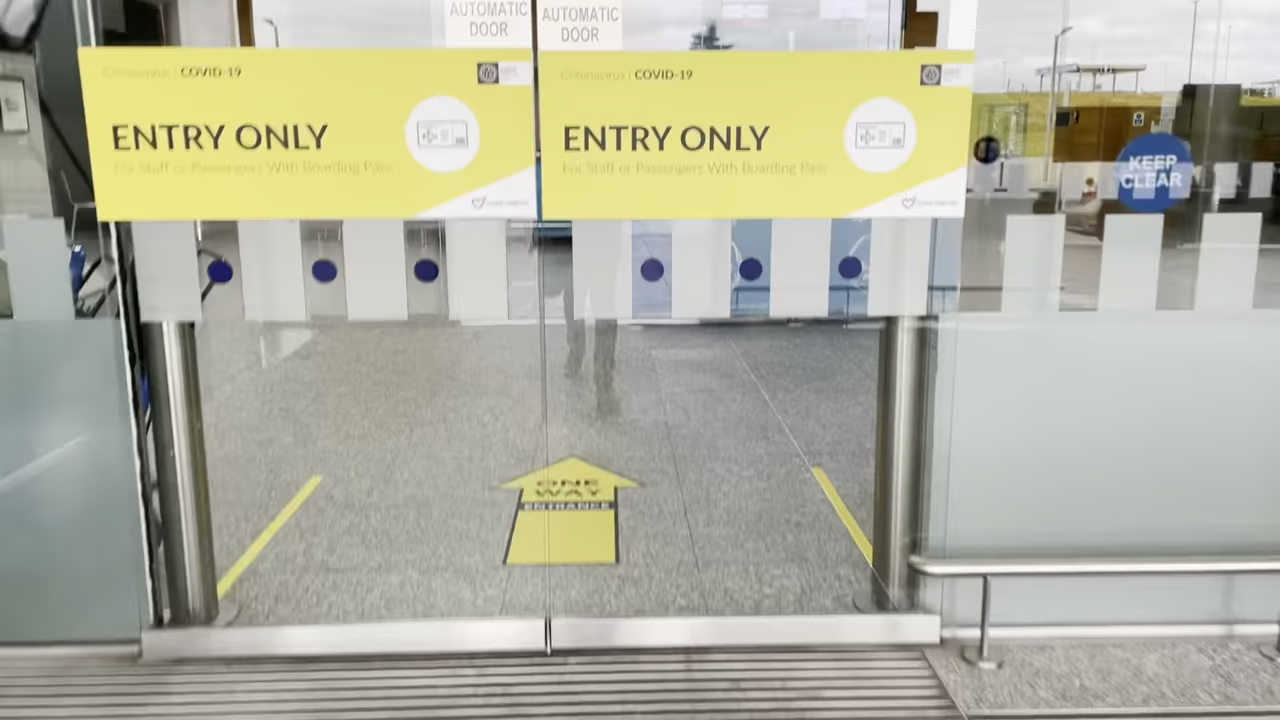 AUTOMATIC
DOOR
AUTOMATIC
DOOR
Coronavirus | COVID-19
ENTRY ONLY
For Staff or Passengers With Boarding Pass
Coronavirus | COVID-19
ENTRY ONLY
For Staff or Passengers With Boarding Pass
KEEP
CLEAR
ONE
WAY
ENTRANCE